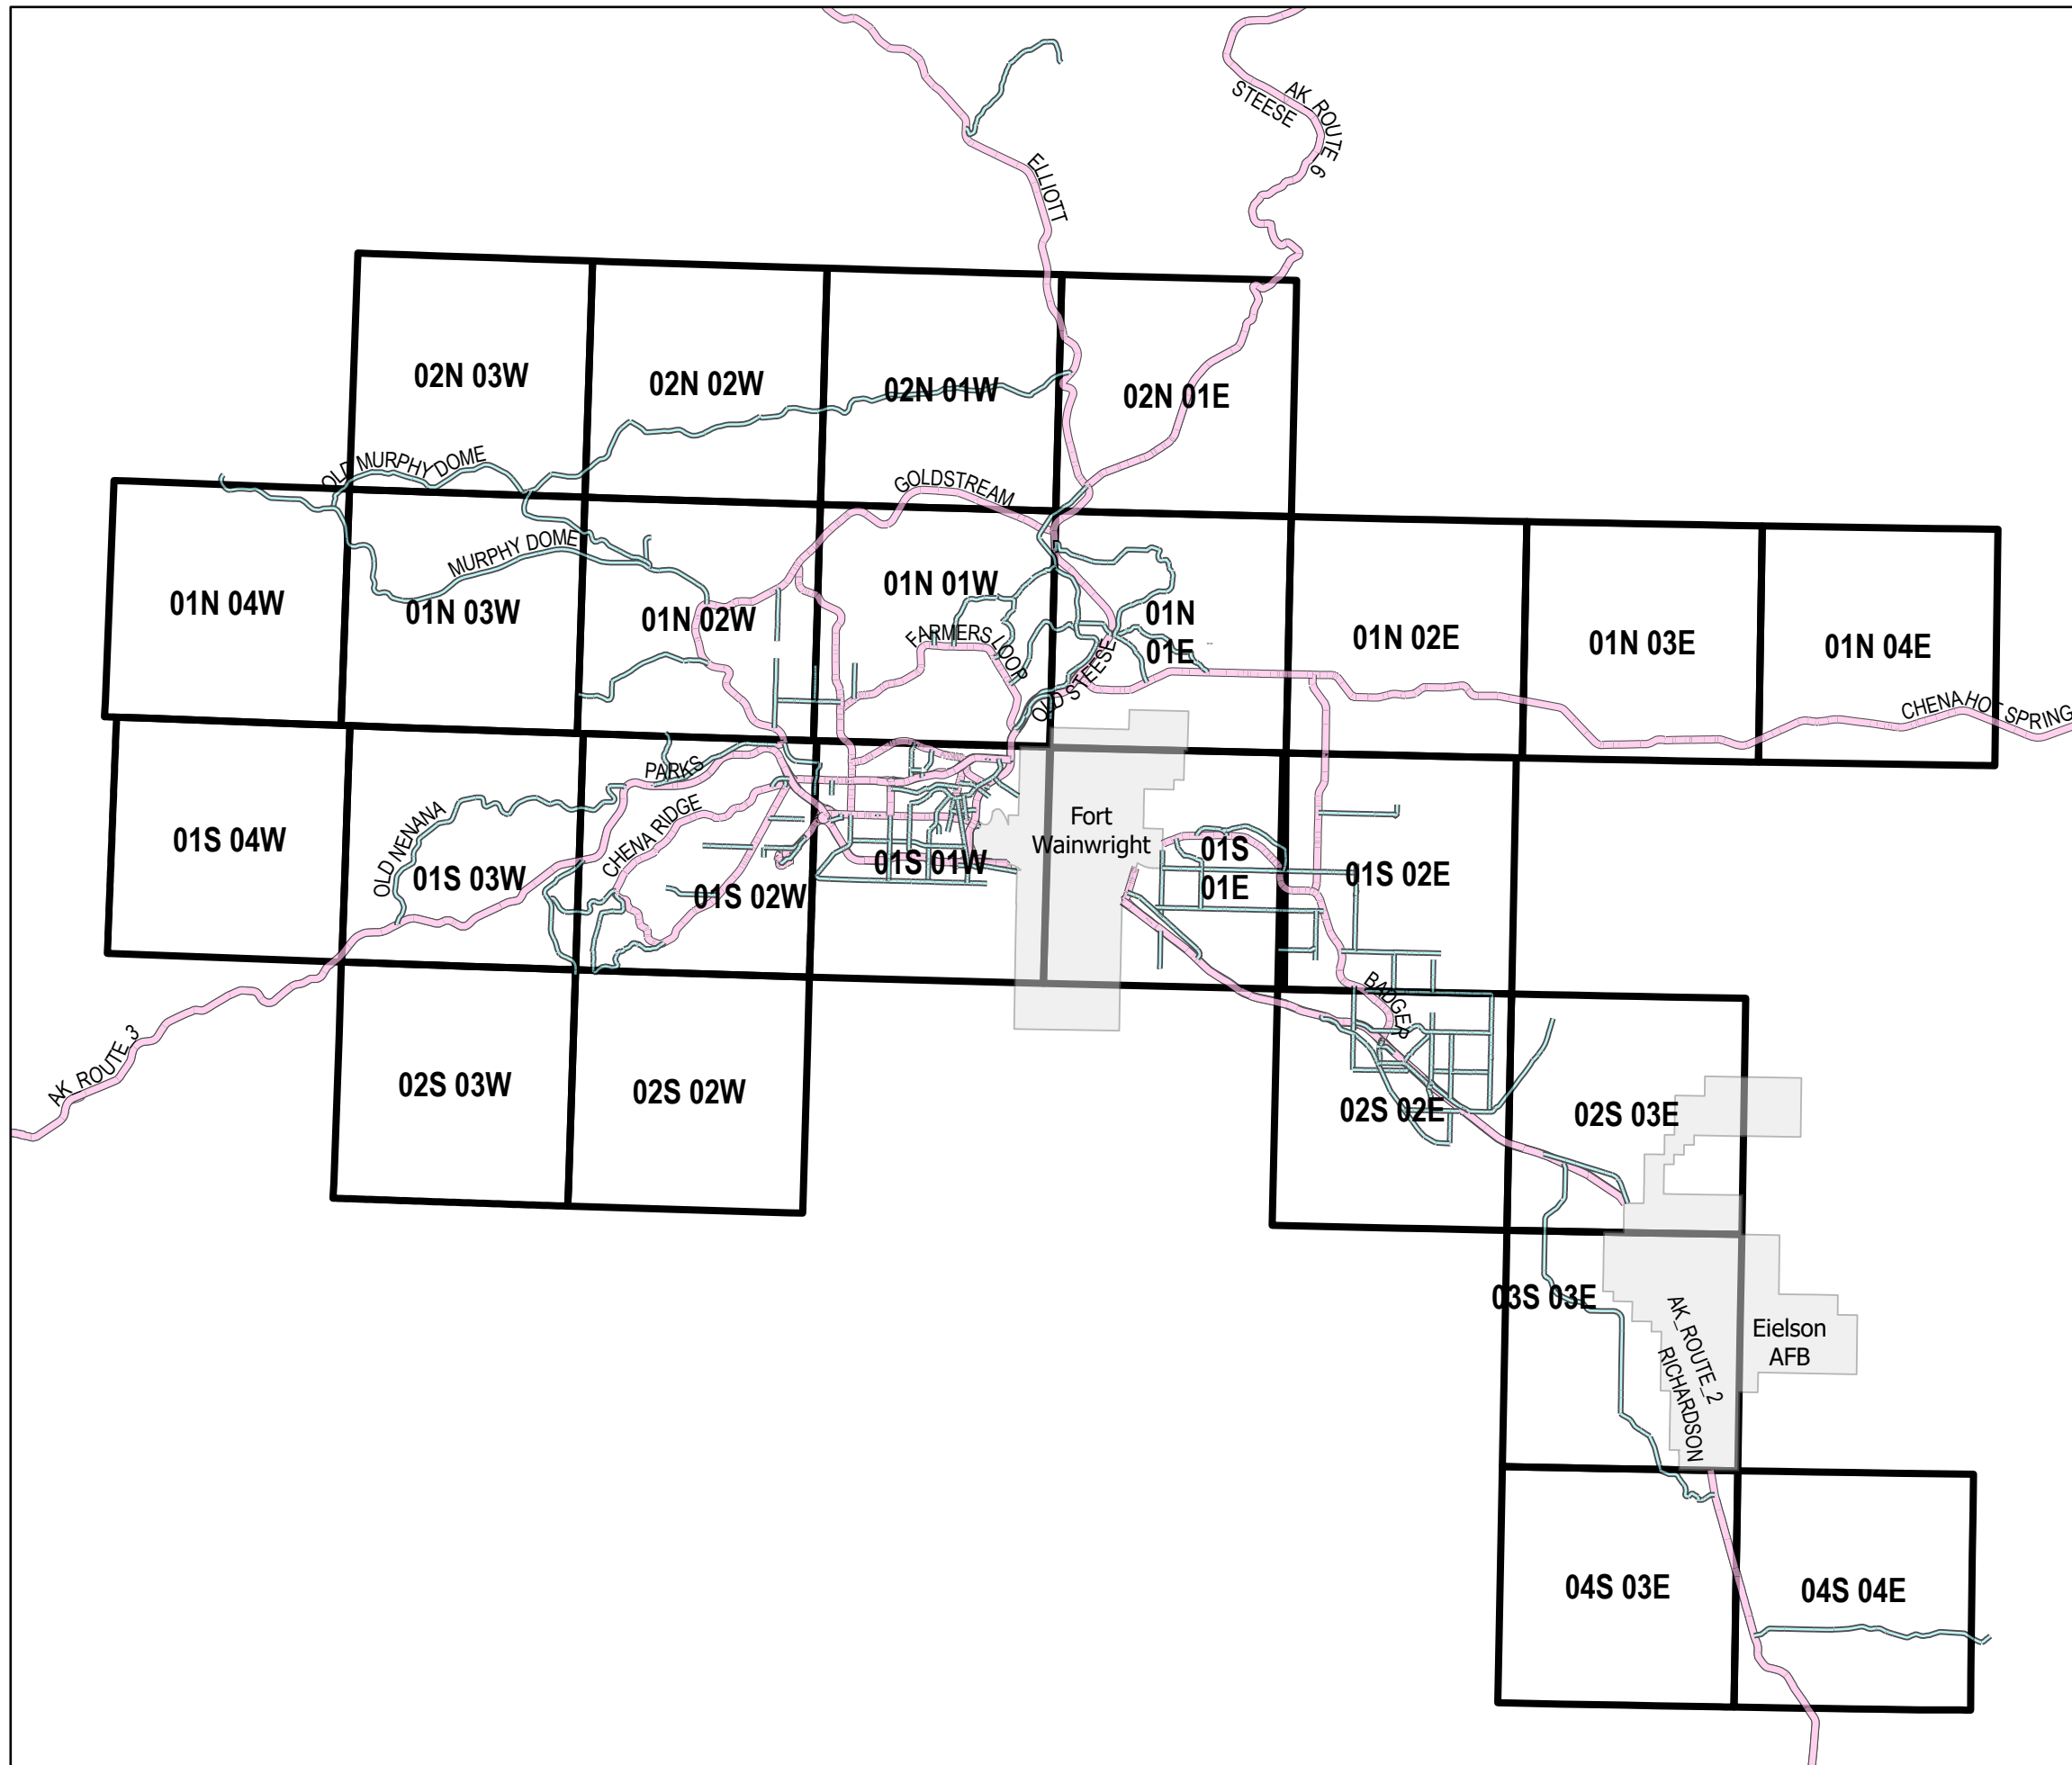 STEESE
AK_ROUTE_6
ELLIOTT
02N 03W
02N 02W
02N 01W
02N 01E
OLD MURPHY DOME
GOLDSTREAM
MURPHY DOME
01N 04W
01N 03W
01N 02W
01N 01W
FARMERS LOOP
01N
01E
OLD STEESE
01N 02E
01N 03E
01N 04E
CHENA HOT SPRING
PARKS
OLD NENANA
CHENA RIDGE
01S 04W
01S 03W
01S 02W
01S 01W
Fort
Wainwright
01S
01E
01S 02E
BADGER
AK_ROUTE_3
02S 03W
02S 02W
02S 02E
02S 03E
03S 03E
AK_ROUTE_2
RICHARDSON
Eielson
AFB
04S 03E
04S 04E